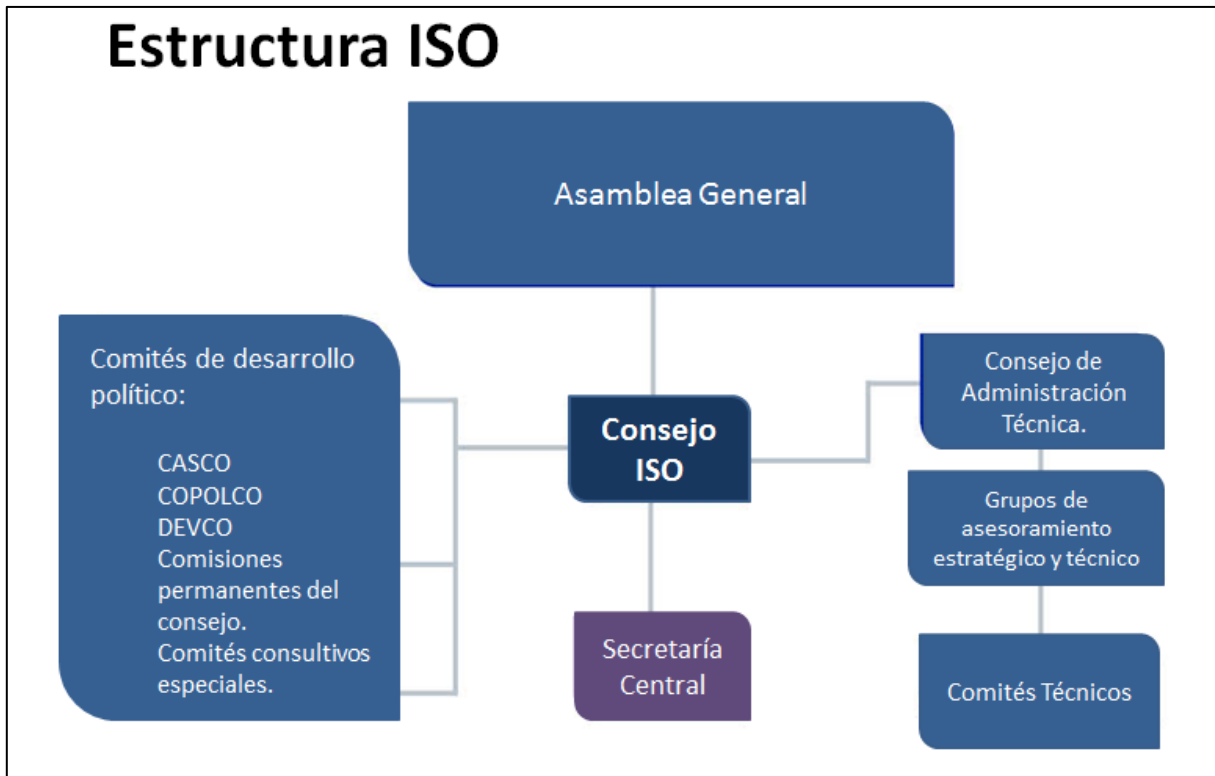 Estructura ISO
Asamblea General
Comités de desarrollo
político:
CASCO
COPOLCO
DEVCO
Comisiones
permanentes del
consejo.
Comités consultivos
especiales.
Consejo
ISO
Secretaría
Central
Consejo de
Administración
Técnica.
Grupos de
asesoramiento
estratégico y técnico
Comités Técnicos